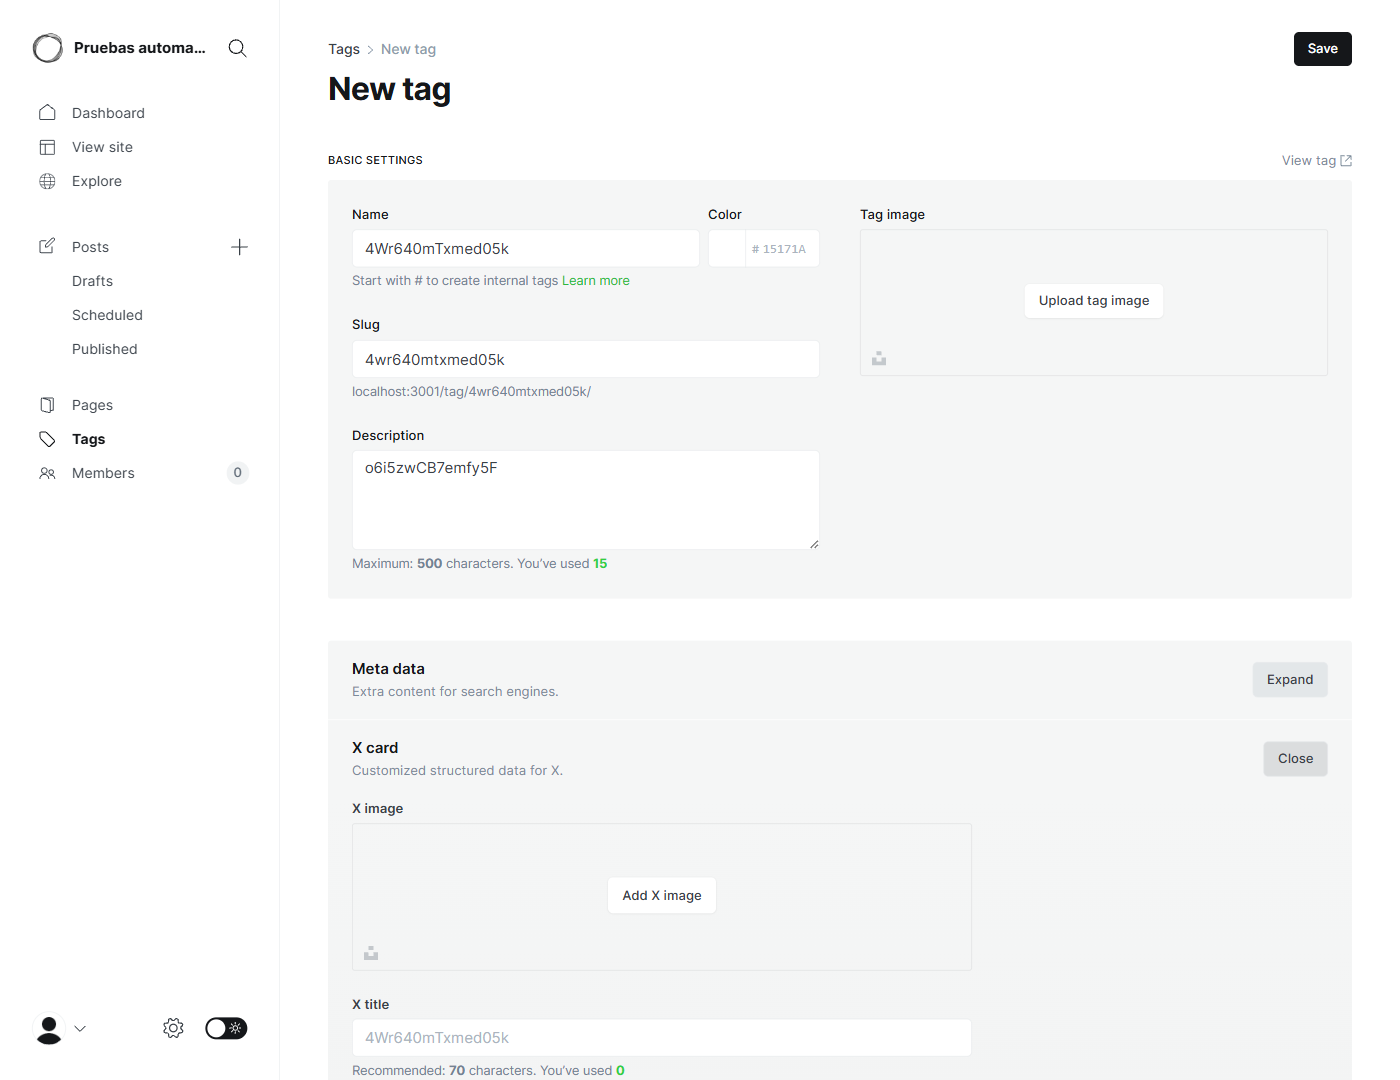 Pruebas automa...
Dashboard
View site
Explore
Posts
Drafts
Scheduled
Published
Pages
Tags
Members
0
Tags > New tag
Save
New tag
BASIC SETTINGS
View tag
Name
4Wr640mTxmed05k
Start with # to create internal tags Learn more
Color
# 15171A
Slug
4wr640mtxmed05k
localhost:3001/tag/4wr640mtxmed05k/
Description
o6i5zwCB7emfy5F
Maximum: 500 characters. You’ve used 15
Tag image
Upload tag image
Meta data
Extra content for search engines.
Expand
X card
Customized structured data for X.
Close
X image
Add X image
X title
4Wr640mTxmed05k
Recommended: 70 characters. You’ve used 0